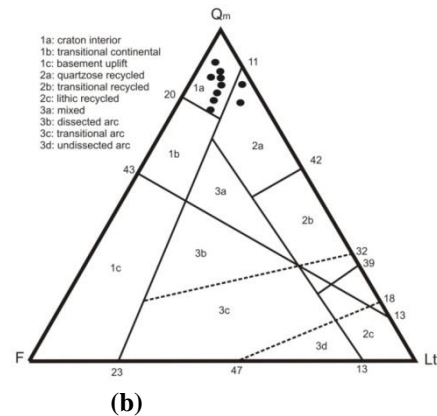 Qm
1a: craton interior
1b: transitional continental
1c: basement uplift
2a: quartzose recycled
2b: transitional recycled
2c: lithic recycled
3a: mixed
3b: dissected arc
3c: transitional arc
3d: undissected arc
11
20
1a
2a
1b
42
43
3a
2b
3b
32
39
1c
3c
18
13
2c
3d
F
Lt
23
47
13
(b)